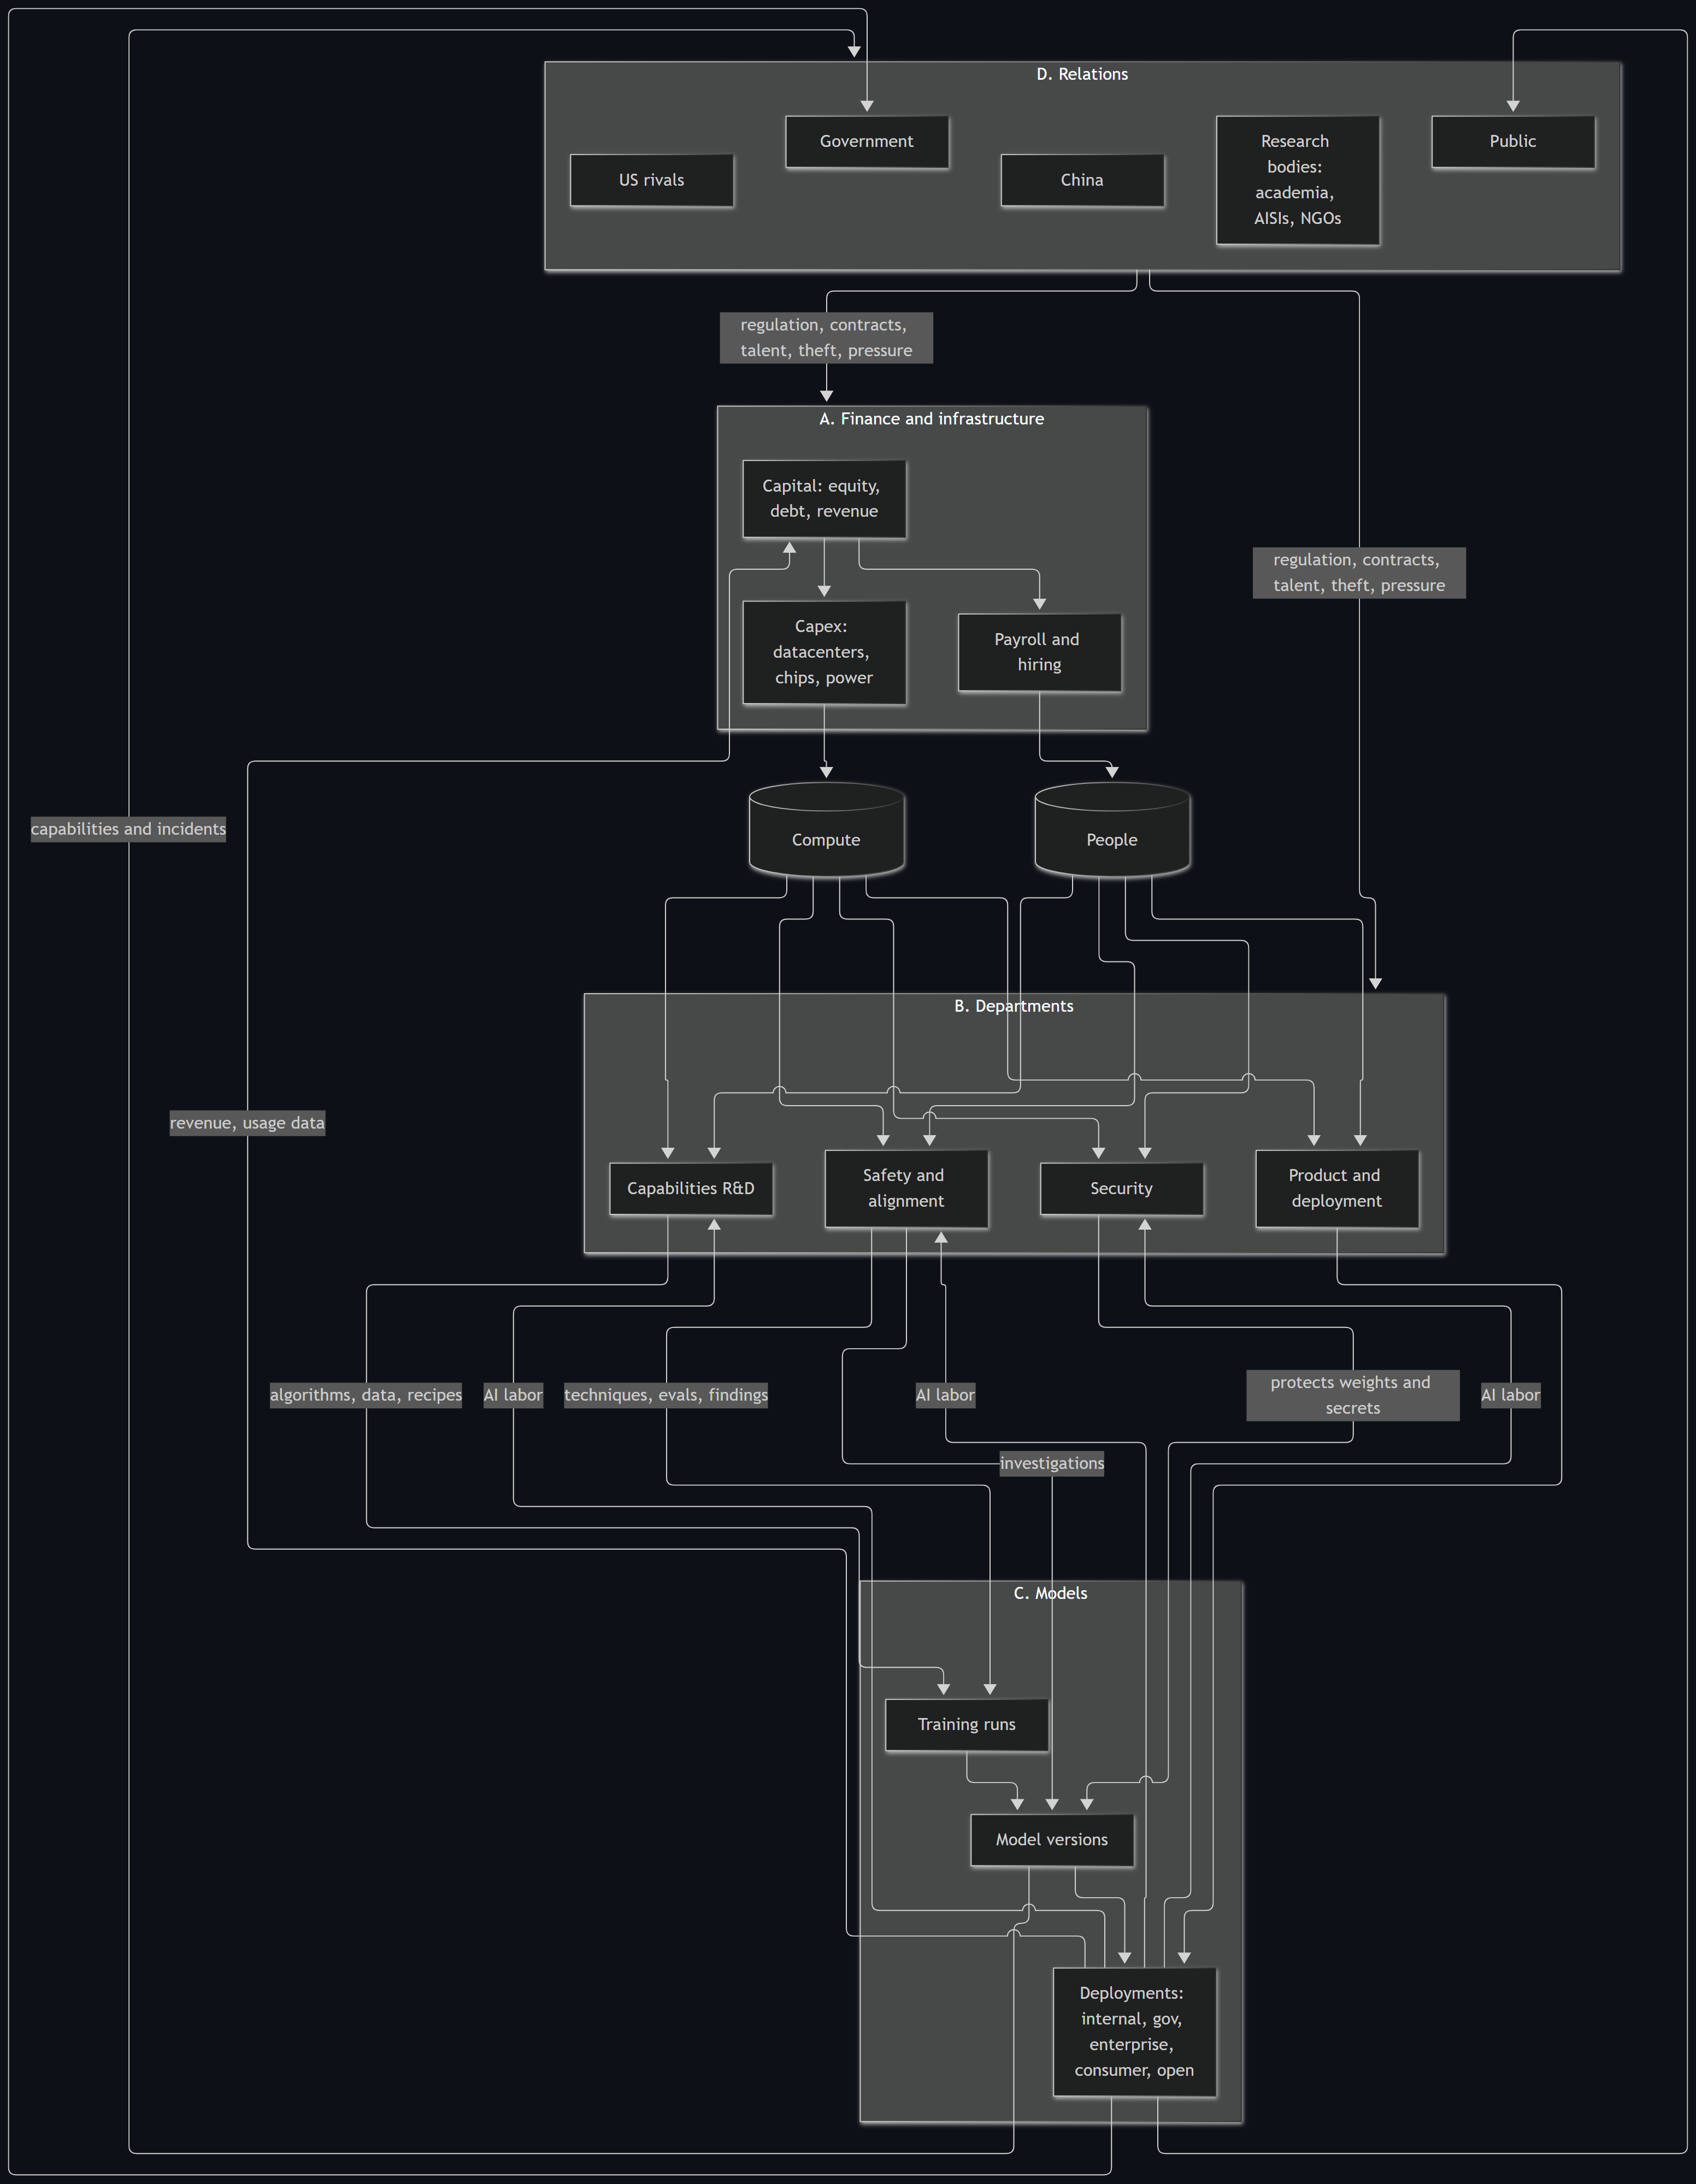 D. Relations
US rivals
Government
China
Research
bodies:
academia,
AISIs, NGOs
Public
regulation, contracts,
talent, theft, pressure
A. Finance and infrastructure
Capital: equity,
debt, revenue
Capex:
datacenters,
chips, power
Payroll and
hiring
regulation, contracts,
talent, theft, pressure
capabilities and incidents
Compute
People
B. Departments
revenue, usage data
Capabilities R&D
Safety and
alignment
Security
Product and
deployment
algorithms, data, recipes
AI labor
techniques, evals, findings
AI labor
investigations
protects weights and
secrets
AI labor
C. Models
Training runs
Model versions
Deployments:
internal, gov,
enterprise,
consumer, open